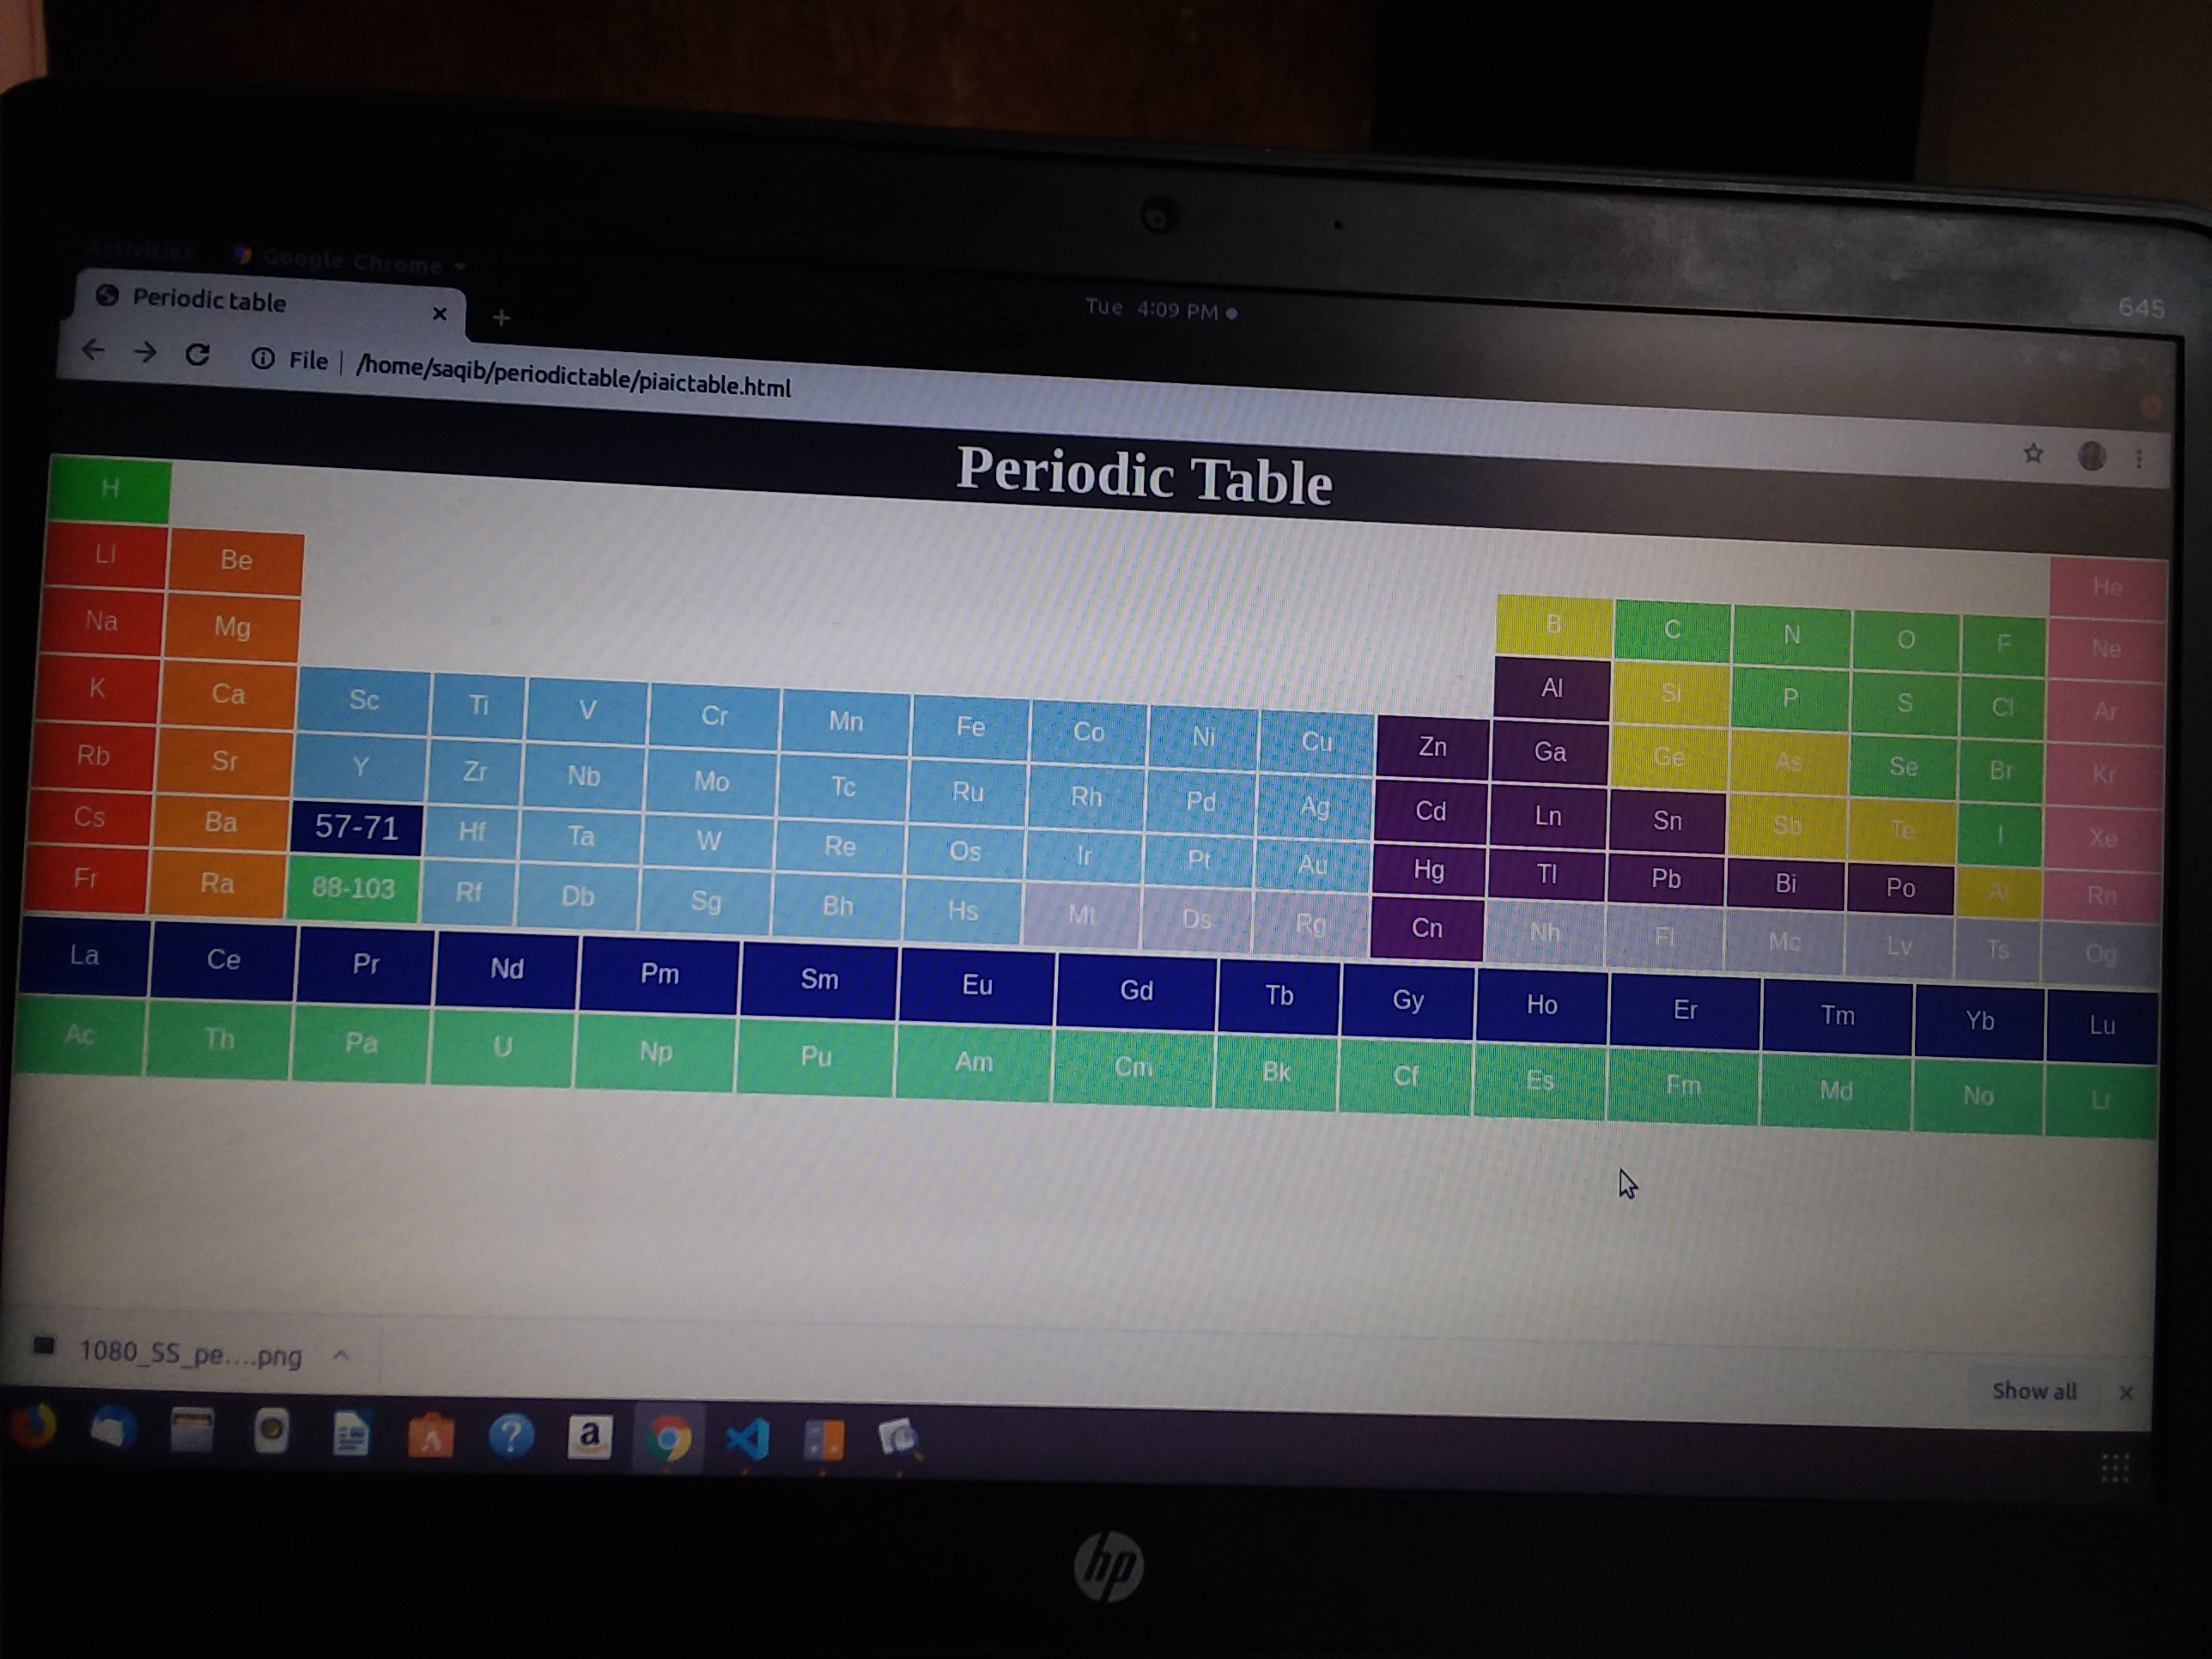 Activities Google Chrome
Tue 4:09 PM
645
Periodic table
File | /home/saqib/periodictable/piaictable.html
Periodic Table
H He
Li Be B C N O F Ne
Na Mg Al Si P S Cl Ar
K Ca Sc Ti V Cr Mn Fe Co Ni Cu Zn Ga Ge As Se Br Kr
Rb Sr Y Zr Nb Mo Tc Ru Rh Pd Ag Cd Ln Sn Sb Te I Xe
Cs Ba 57-71 Hf Ta W Re Os Ir Pt Au Hg Tl Pb Bi Po At Rn
Fr Ra 88-103 Rf Db Sg Bh Hs Mt Ds Rg Cn Nh Fl Mc Lv Ts Og
La Ce Pr Nd Pm Sm Eu Gd Tb Gy Ho Er Tm Yb Lu
Ac Th Pa U Np Pu Am Cm Bk Cf Es Fm Md No Lr
1080_SS_pe....png
Show all
a
hp